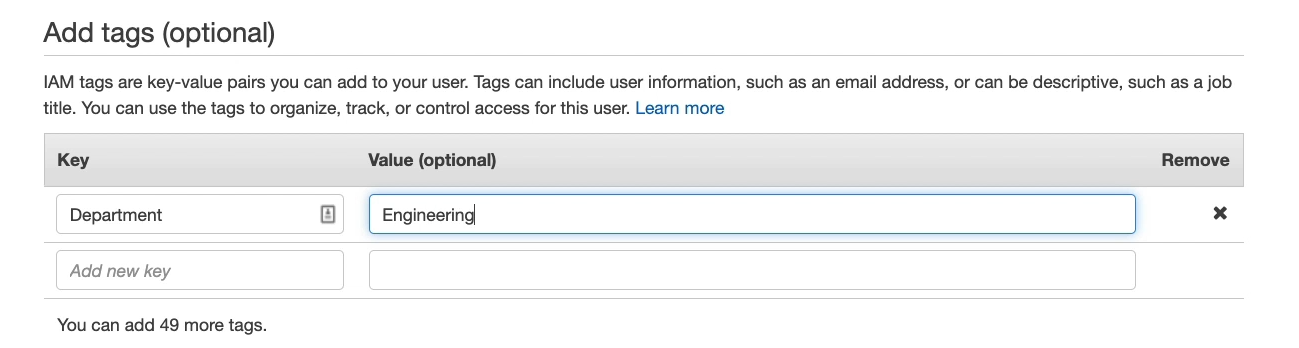 Add tags (optional)
IAM tags are key-value pairs you can add to your user. Tags can include user information, such as an email address, or can be descriptive, such as a job
title. You can use the tags to organize, track, or control access for this user. Learn more
Key Value (optional) Remove
Department Engineering
Add new key
You can add 49 more tags.